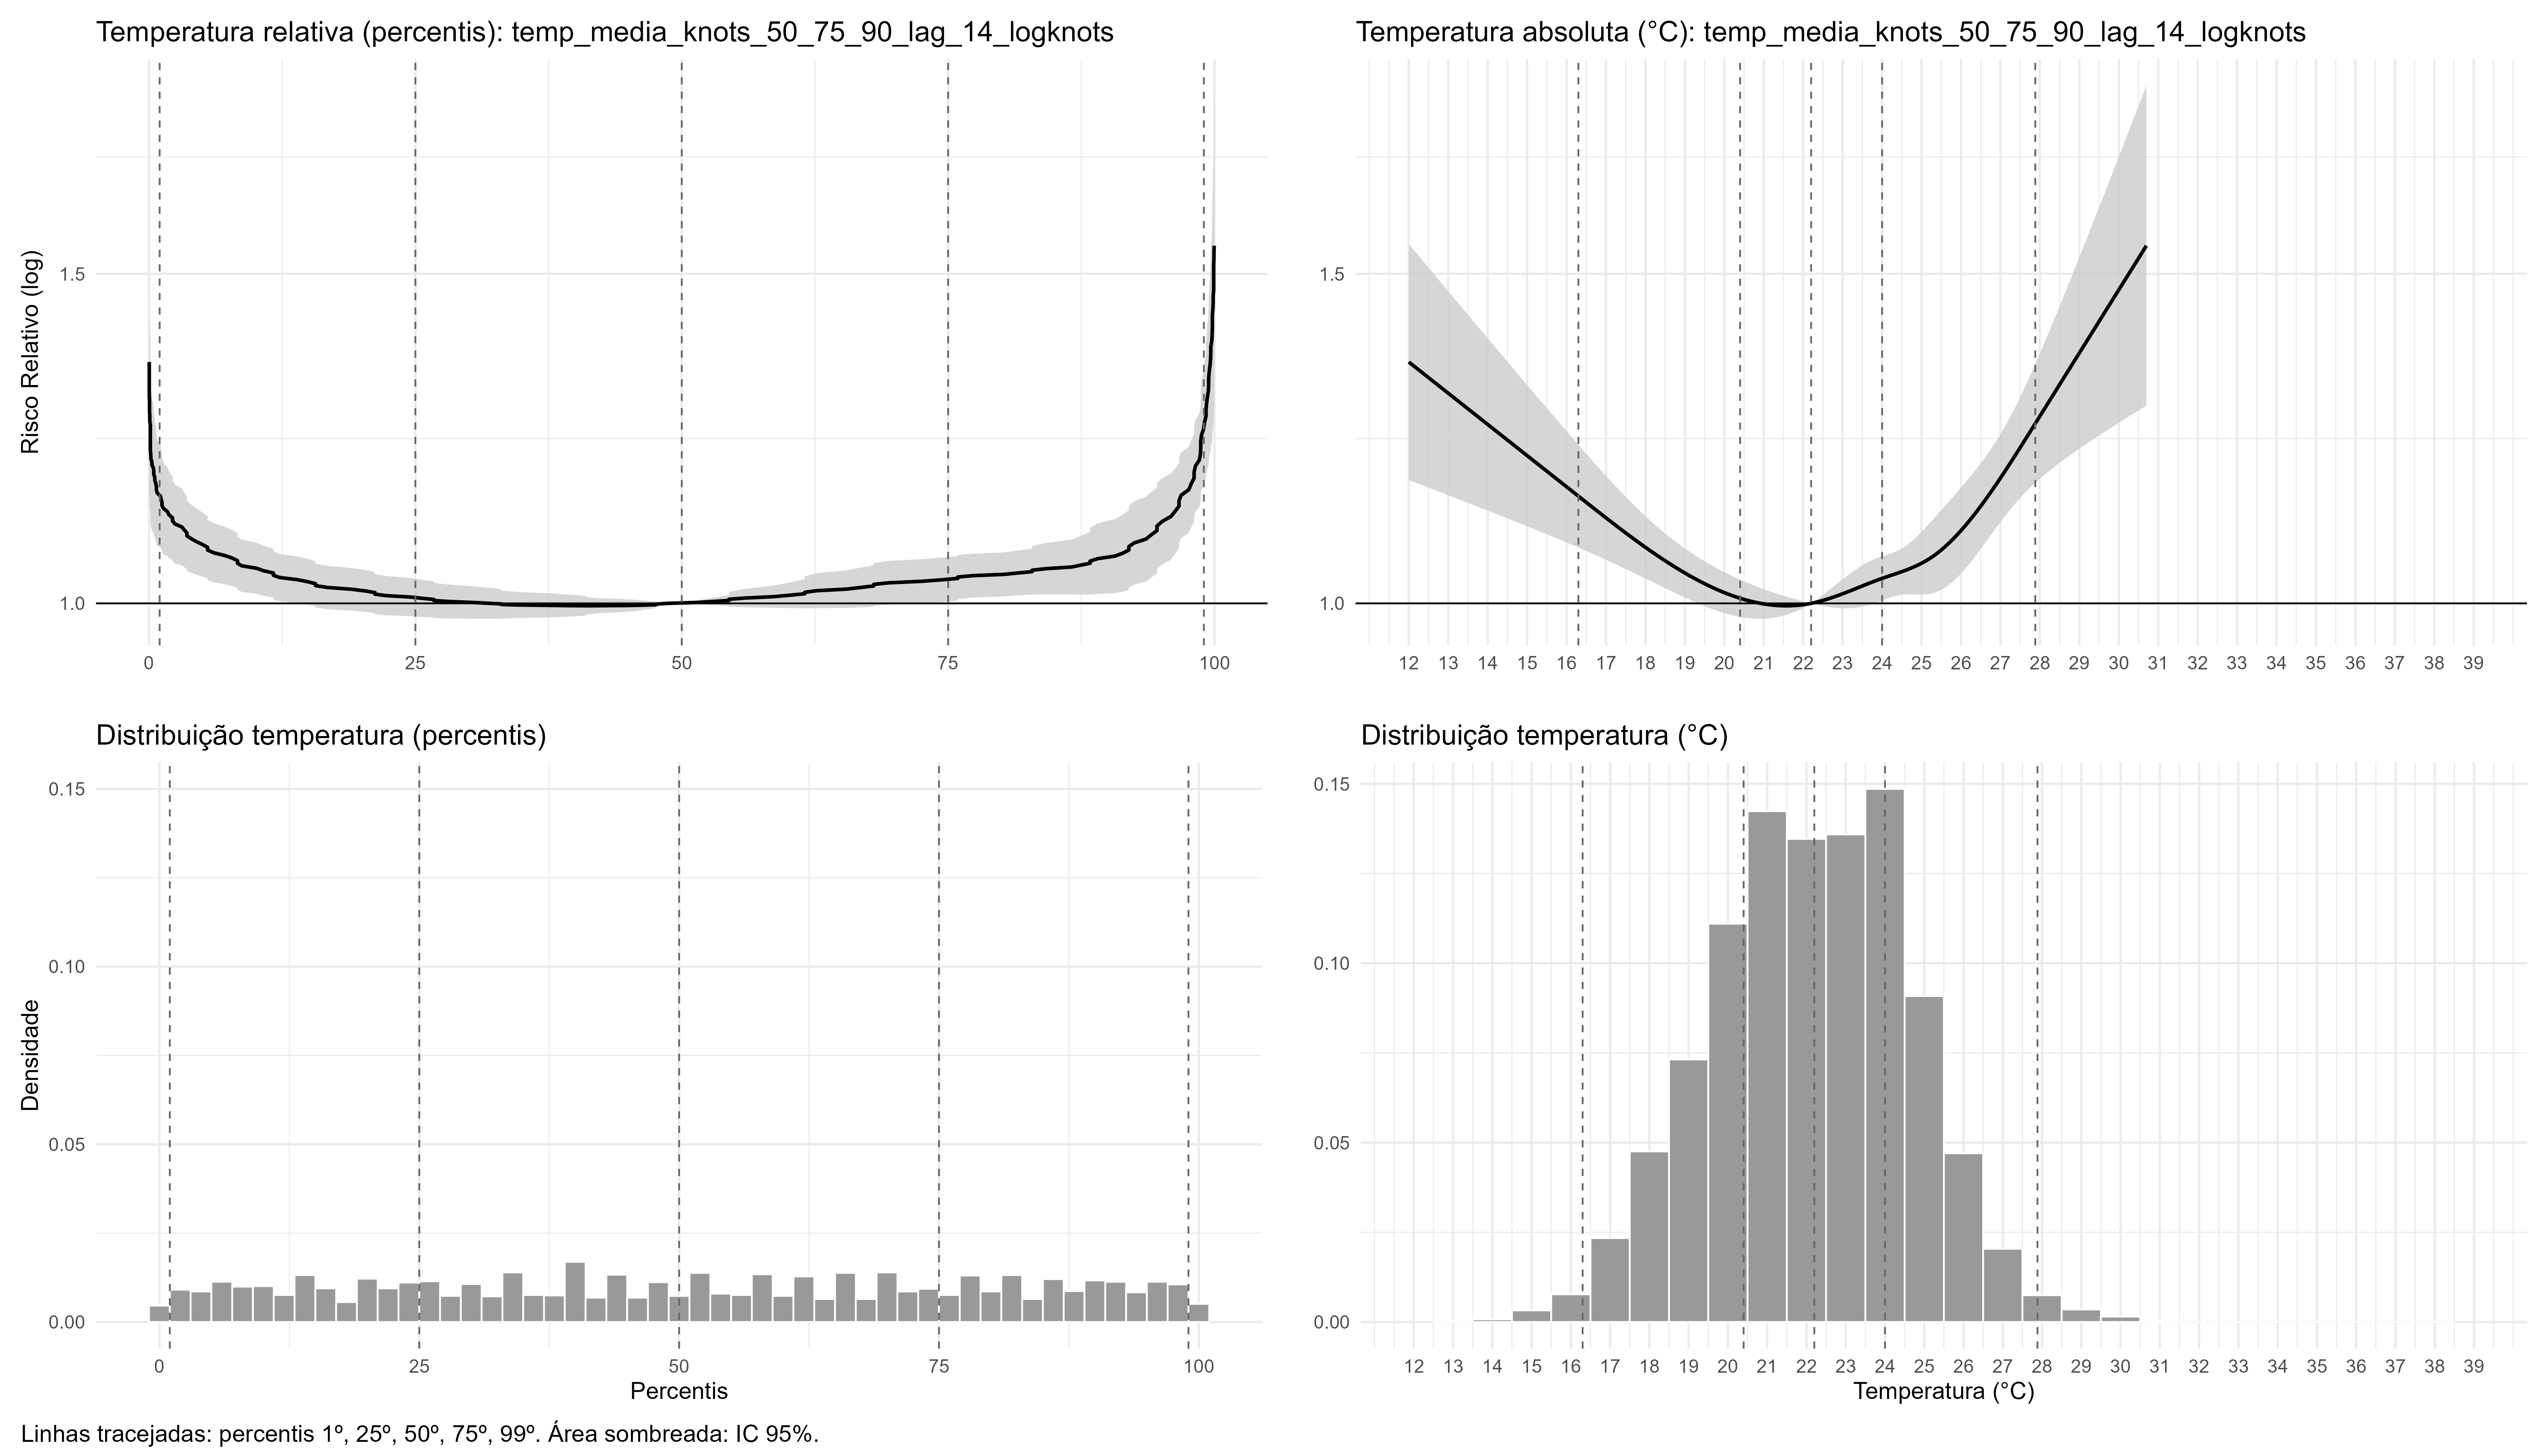 Temperatura relativa (percentis): temp_media_knots_50_75_90_lag_14_logknots
Risco Relativo (log)
1.5
1.0
0 25 50 75 100
Temperatura absoluta (°C): temp_media_knots_50_75_90_lag_14_logknots
1.5
1.0
12 13 14 15 16 17 18 19 20 21 22 23 24 25 26 27 28 29 30 31 32 33 34 35 36 37 38 39
Distribuição temperatura (percentis)
Densidade
0.15
0.10
0.05
0.00
0 25 50 75 100
Percentis
Distribuição temperatura (°C)
0.15
0.10
0.05
0.00
12 13 14 15 16 17 18 19 20 21 22 23 24 25 26 27 28 29 30 31 32 33 34 35 36 37 38 39
Temperatura (°C)
Linhas tracejadas: percentis 1º, 25º, 50º, 75º, 99º. Área sombreada: IC 95%.